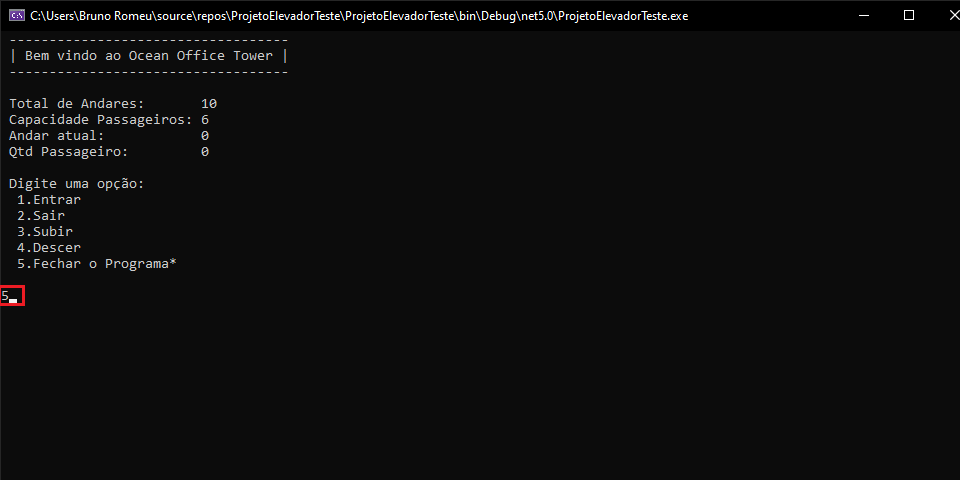 C:\Users\Bruno Romeu\source\repos\ProjetoElevadorTeste\ProjetoElevadorTeste\bin\Debug\net5.0\ProjetoElevadorTeste.exe
-----------------------------------
| Bem vindo ao Ocean Office Tower |
-----------------------------------
Total de Andares: 10
Capacidade Passageiros: 6
Andar atual: 0
Qtd Passageiro: 0
Digite uma opção:
1.Entrar
2.Sair
3.Subir
4.Descer
5.Fechar o Programa*
5